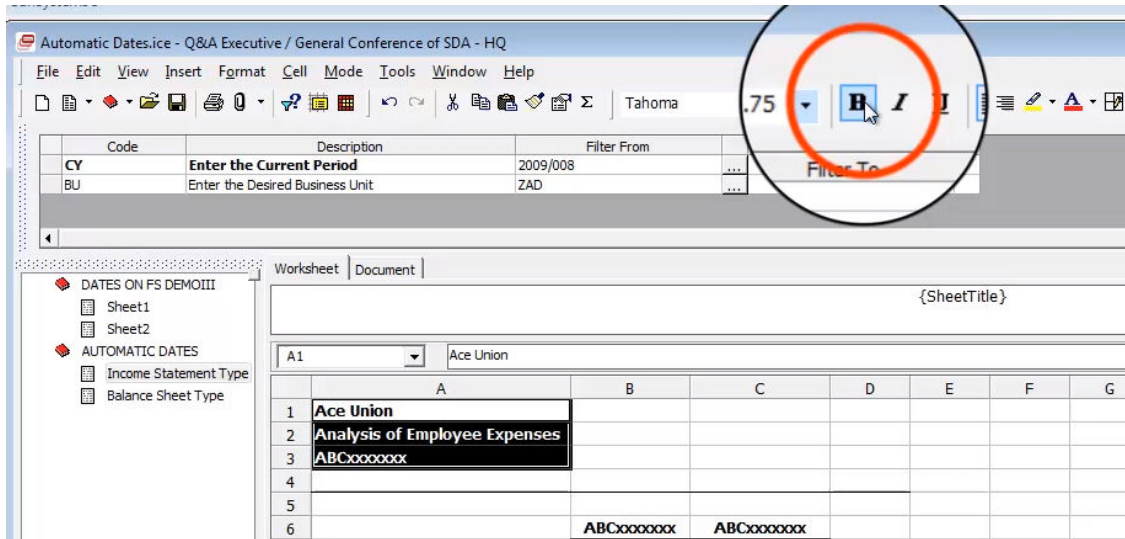 Automatic Dates.ice - Q&A Executive / General Conference of SDA - HQ
File Edit View Insert Format Cell Mode Tools Window Help
Tahoma .75 B I U
Code Description Filter From Filter To
CY Enter the Current Period 2009/008 ...
BU Enter the Desired Business Unit ZAD ...
Worksheet Document
DATES ON FS DEMOIII
Sheet1
Sheet2
AUTOMATIC DATES
Income Statement Type
Balance Sheet Type
{SheetTitle}
A1 Ace Union
A B C D E F G
1 Ace Union
2 Analysis of Employee Expenses
3 ABCxxxxxxx
4
5
6 ABCxxxxxxx ABCxxxxxxx